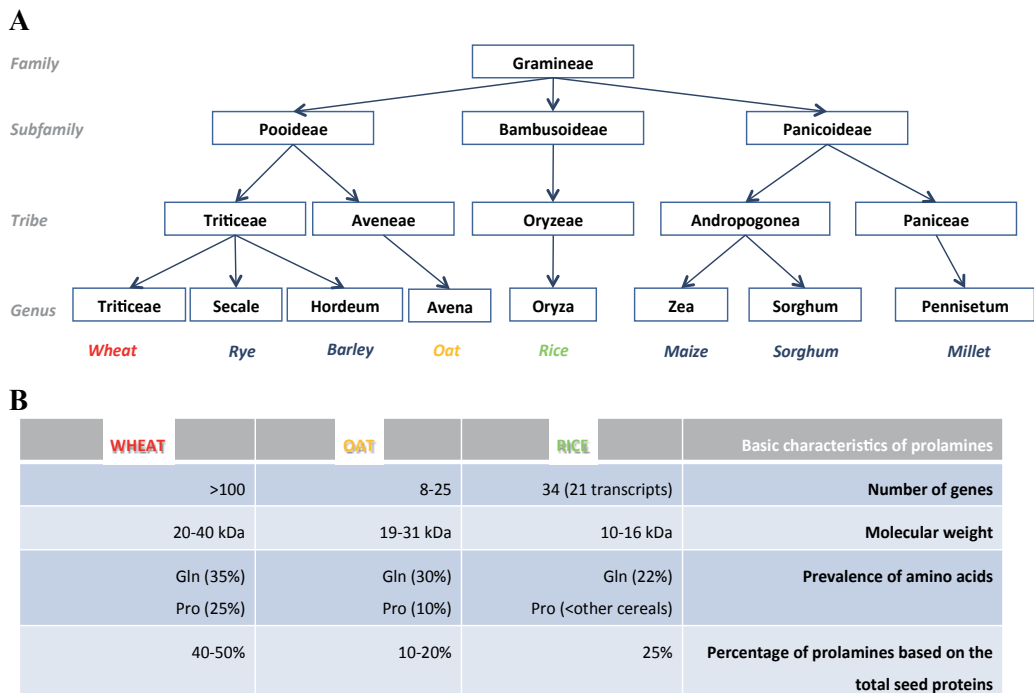 A
Family
Gramineae
Subfamily
Pooideae
Bambusoideae
Panicoideae
Tribe
Triticeae
Aveneae
Oryzeae
Andropogonea
Paniceae
Genus
Triticeae
Secale
Hordeum
Avena
Oryza
Zea
Sorghum
Pennisetum
Wheat
Rye
Barley
Oat
Rice
Maize
Sorghum
Millet
B
WHEAT
OAT
RICE
Basic characteristics of prolamines
>100
8-25
34 (21 transcripts)
Number of genes
20-40 kDa
19-31 kDa
10-16 kDa
Molecular weight
Gln (35%)
Gln (30%)
Gln (22%)
Prevalence of amino acids
Pro (25%)
Pro (10%)
Pro (<other cereals)
40-50%
10-20%
25%
Percentage of prolamines based on the
total seed proteins